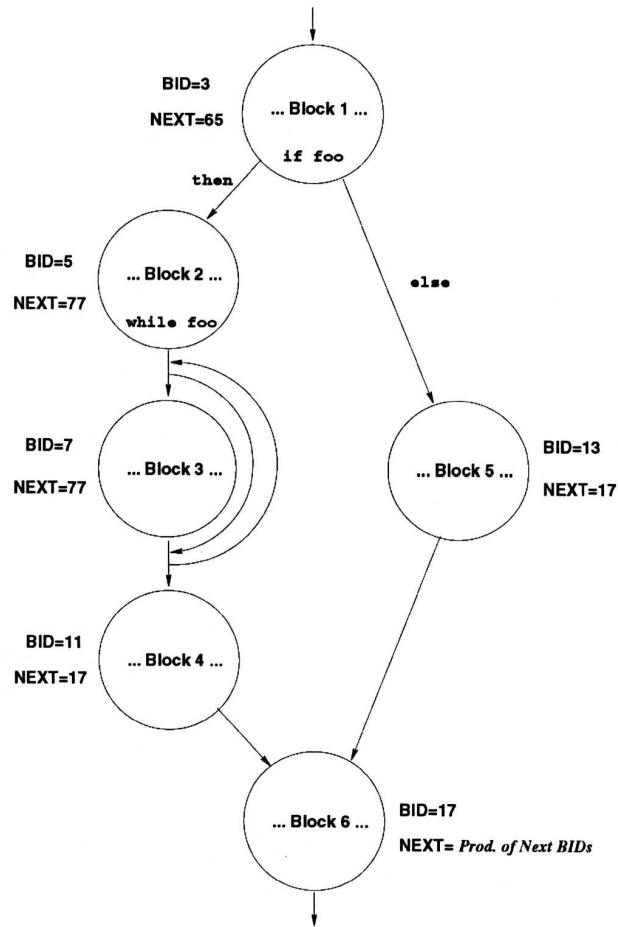 BID=3
NEXT=65
... Block 1 ...
if foo
then
else
BID=5
NEXT=77
... Block 2 ...
while foo
BID=7
NEXT=77
... Block 3 ...
... Block 5 ...
BID=13
NEXT=17
BID=11
NEXT=17
... Block 4 ...
... Block 6 ...
BID=17
NEXT= Prod. of Next BIDs